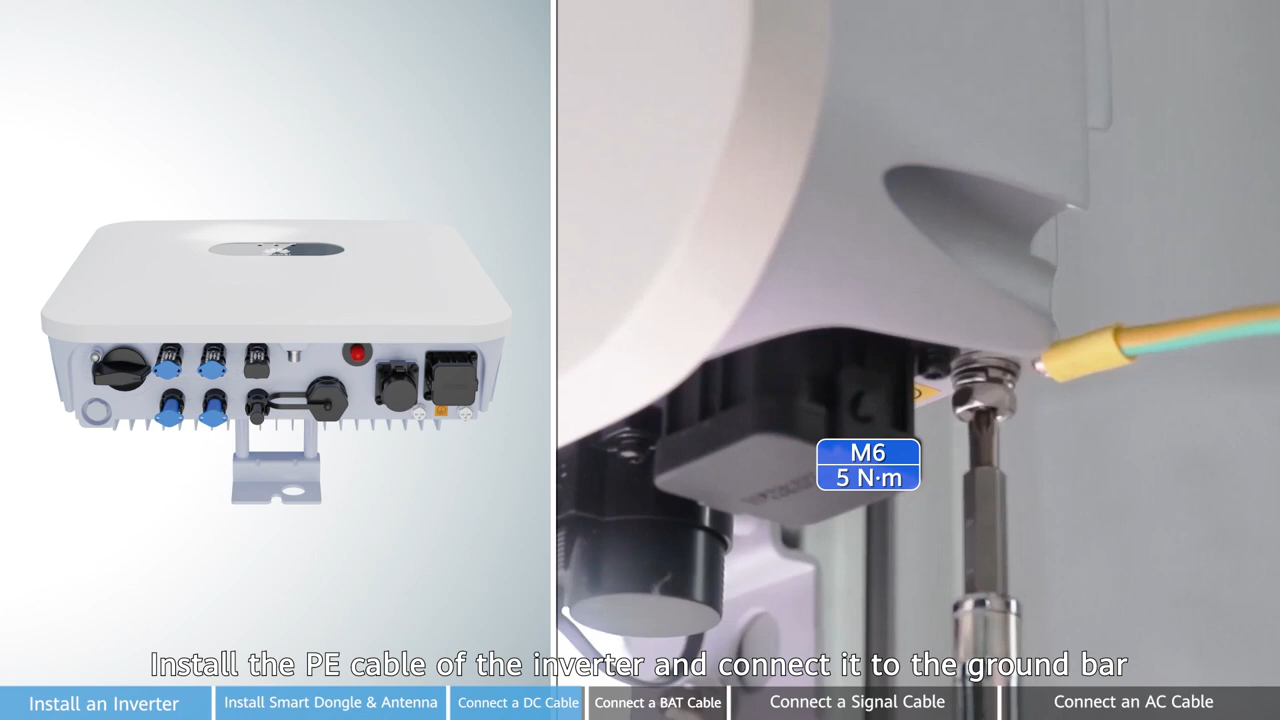 M6
5 N·m
Install the PE cable of the inverter and connect it to the ground bar
Install an Inverter
Install Smart Dongle & Antenna
Connect a DC Cable
Connect a BAT Cable
Connect a Signal Cable
Connect an AC Cable